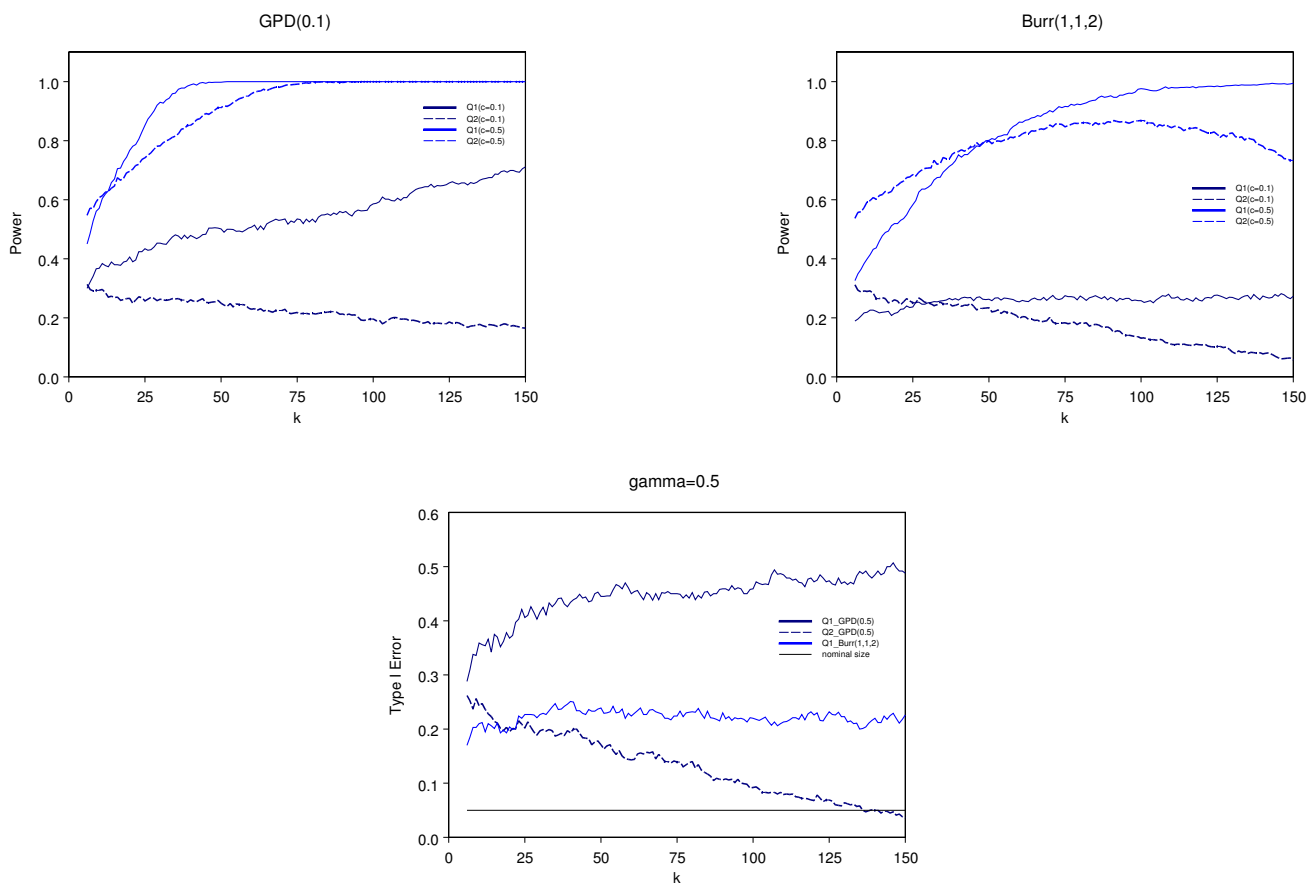 GPD(0.1)
Power
1.0
0.8
0.6
0.4
0.2
0.0
Q1(c=0.1)
Q2(c=0.1)
Q1(c=0.5)
Q2(c=0.5)
0 25 50 75 100 125 150
k
Burr(1,1,2)
Power
1.0
0.8
0.6
0.4
0.2
0.0
Q1(c=0.1)
Q2(c=0.1)
Q1(c=0.5)
Q2(c=0.5)
0 25 50 75 100 125 150
k
gamma=0.5
Type I Error
0.6
0.5
0.4
0.3
0.2
0.1
0.0
Q1_GPD(0.5)
Q2_GPD(0.5)
Q1_Burr(1,1,2)
nominal size
0 25 50 75 100 125 150
k